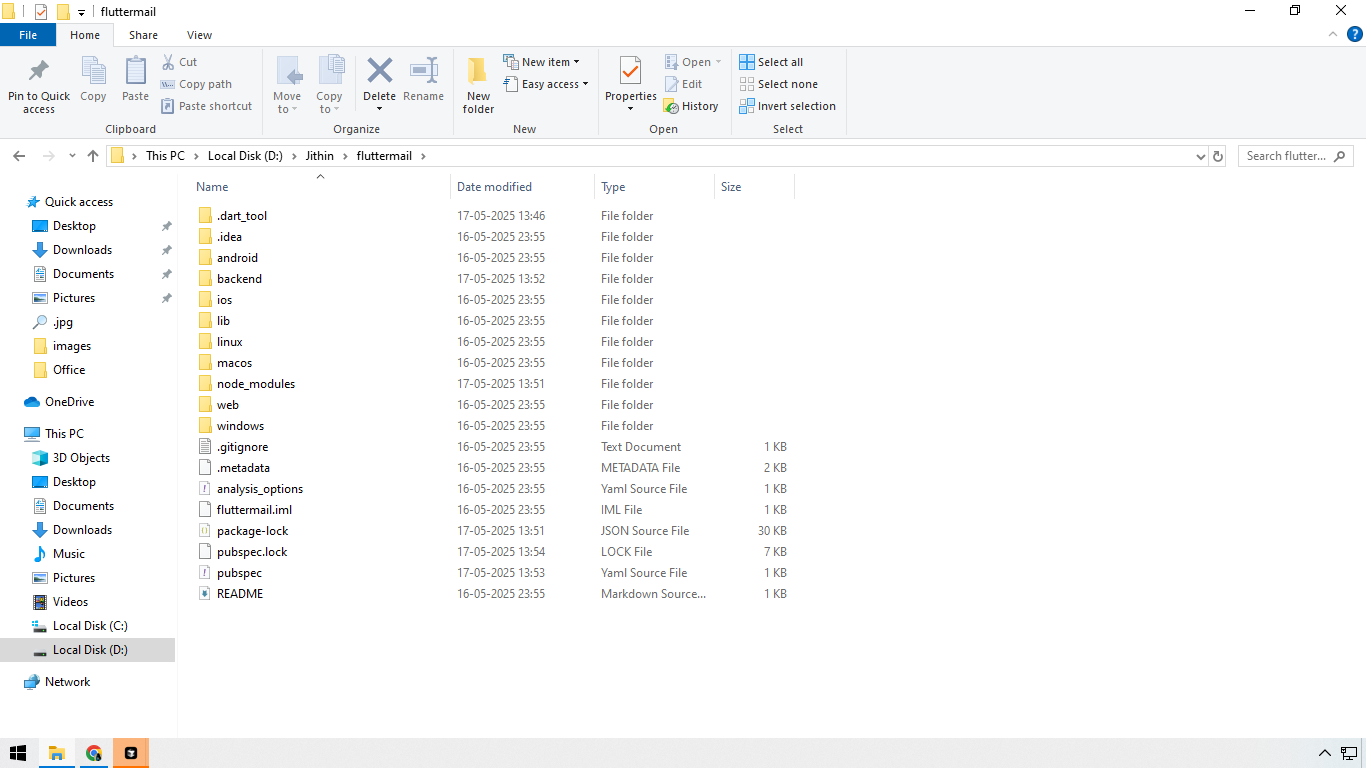 fluttermail
File Home Share View
Pin to Quick access
Copy
Paste
Cut
Copy path
Paste shortcut
Clipboard
Move to
Copy to
Delete
Rename
Organize
New folder
New item
Easy access
New
Properties
Open
Edit
History
Open
Select all
Select none
Invert selection
Select
This PC Local Disk (D:) Jithin fluttermail
Search flutter...
Quick access
Desktop
Downloads
Documents
Pictures
.jpg
images
Office
OneDrive
This PC
3D Objects
Desktop
Documents
Downloads
Music
Pictures
Videos
Local Disk (C:)
Local Disk (D:)
Network
Name Date modified Type Size
.dart_tool 17-05-2025 13:46 File folder
.idea 16-05-2025 23:55 File folder
android 16-05-2025 23:55 File folder
backend 17-05-2025 13:52 File folder
ios 16-05-2025 23:55 File folder
lib 16-05-2025 23:55 File folder
linux 16-05-2025 23:55 File folder
macos 16-05-2025 23:55 File folder
node_modules 17-05-2025 13:51 File folder
web 16-05-2025 23:55 File folder
windows 16-05-2025 23:55 File folder
.gitignore 16-05-2025 23:55 Text Document 1 KB
.metadata 16-05-2025 23:55 METADATA File 2 KB
analysis_options 16-05-2025 23:55 Yaml Source File 1 KB
fluttermail.iml 16-05-2025 23:55 IML File 1 KB
package-lock 17-05-2025 13:51 JSON Source File 30 KB
pubspec.lock 17-05-2025 13:54 LOCK File 7 KB
pubspec 17-05-2025 13:53 Yaml Source File 1 KB
README 16-05-2025 23:55 Markdown Source... 1 KB